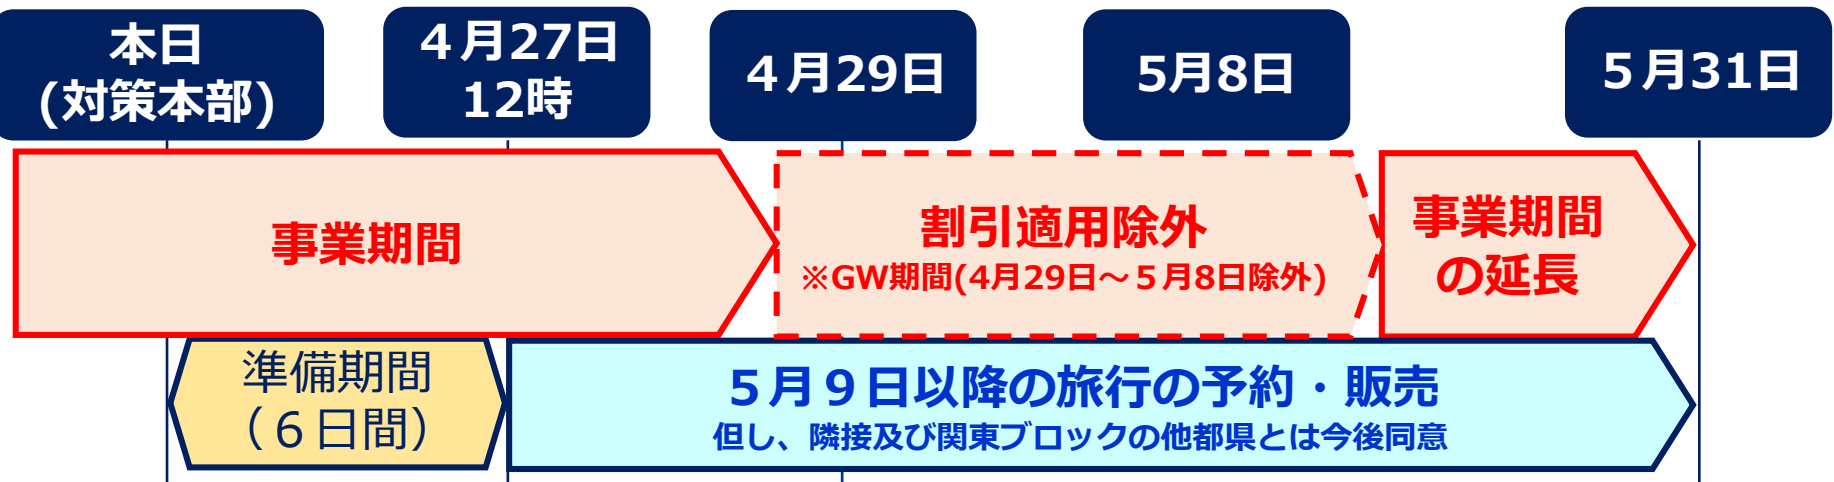 本日
(対策本部)
４月27日
12時
４月29日
5月8日
５月31日
事業期間
割引適用除外
※GW期間(4月29日～５月8日除外)
事業期間
の延長
準備期間
（６日間）
５月９日以降の旅行の予約・販売
但し、隣接及び関東ブロックの他都県とは今後同意